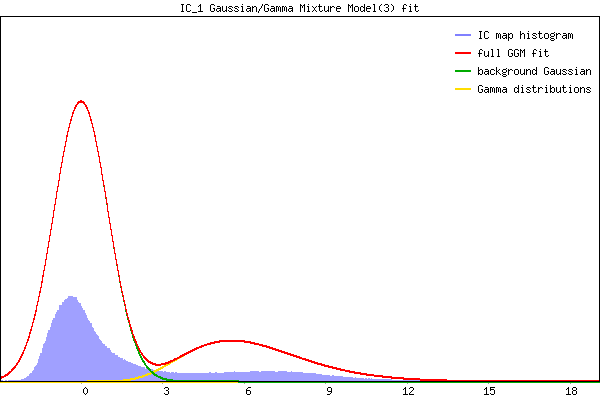 IC_1 Gaussian/Gamma Mixture Model(3) fit
IC map histogram
full GGM fit
background Gaussian
Gamma distributions
0 3 6 9 12 15 18